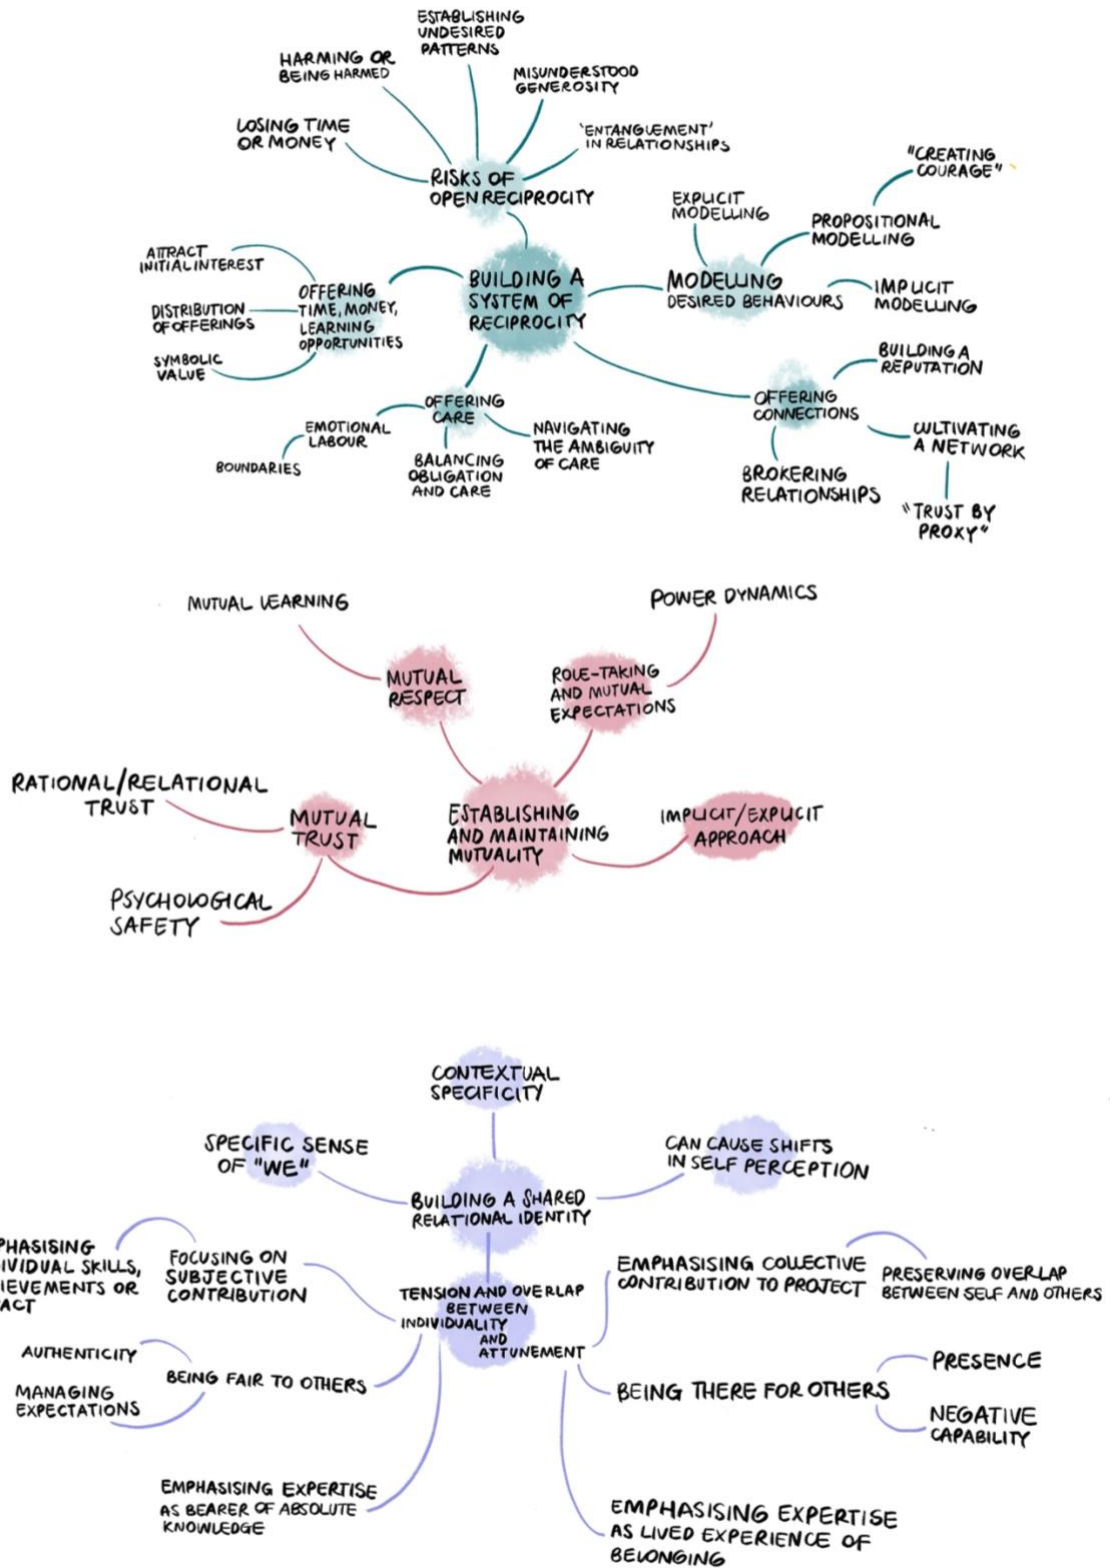 ESTABLISHING
UNDESIRED
PATTERNS
HARMING OR
BEING HARMED
MISUNDERSTOOD
GENEROSITY
LOSING TIME
OR MONEY
'ENTANGLEMENT'
IN RELATIONSHIPS
RISKS OF
OPEN RECIPROCITY
"CREATING
COURAGE"
EXPLICIT
MODELLING
PROPOSITIONAL
MODELLING
MODELLING
DESIRED BEHAVIOURS
IMPLICIT
MODELLING
ATTRACT
INITIAL INTEREST
DISTRIBUTION
OF OFFERINGS
SYMBOLIC
VALUE
OFFERING
TIME, MONEY,
LEARNING
OPPORTUNITIES
BUILDING A
SYSTEM OF
RECIPROCITY
BUILDING A
REPUTATION
OFFERING
CONNECTIONS
CULTIVATING
A NETWORK
BROKERING
RELATIONSHIPS
"TRUST BY
PROXY"
OFFERING
CARE
EMOTIONAL
LABOUR
BOUNDARIES
BALANCING
OBLIGATION
AND CARE
NAVIGATING
THE AMBIGUITY
OF CARE
MUTUAL LEARNING
POWER DYNAMICS
MUTUAL
RESPECT
ROLE-TAKING
AND MUTUAL
EXPECTATIONS
RATIONAL/RELATIONAL
TRUST
MUTUAL
TRUST
ESTABLISHING
AND MAINTAINING
MUTUALITY
IMPLICIT/EXPLICIT
APPROACH
PSYCHOLOGICAL
SAFETY
CONTEXTUAL
SPECIFICITY
SPECIFIC SENSE
OF "WE"
CAN CAUSE SHIFTS
IN SELF PERCEPTION
BUILDING A SHARED
RELATIONAL IDENTITY
PHASISING
IVIDUAL SKILLS,
IEVEMENTS OR
ACT
FOCUSING ON
SUBJECTIVE
CONTRIBUTION
TENSION AND OVERLAP
BETWEEN
INDIVIDUALITY
AND
ATTUNEMENT
EMPHASISING COLLECTIVE
CONTRIBUTION TO PROJECT
PRESERVING OVERLAP
BETWEEN SELF AND OTHERS
AUTHENTICITY
MANAGING
EXPECTATIONS
BEING FAIR TO OTHERS
BEING THERE FOR OTHERS
PRESENCE
NEGATIVE
CAPABILITY
EMPHASISING EXPERTISE
AS BEARER OF ABSOLUTE
KNOWLEDGE
EMPHASISING EXPERTISE
AS LIVED EXPERIENCE OF
BELONGING